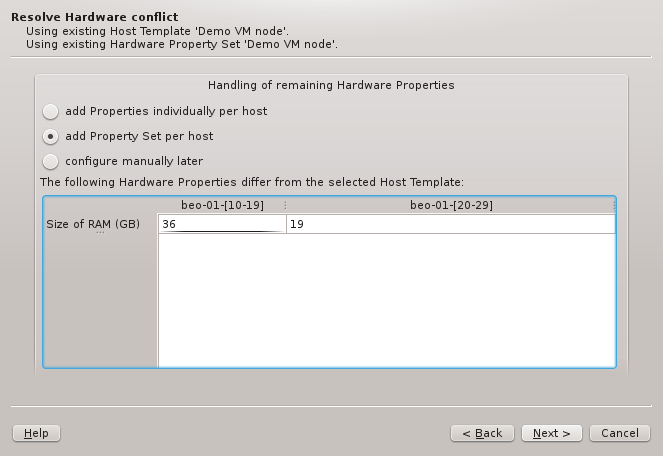 Resolve Hardware conflict
Using existing Host Template 'Demo VM node'.
Using existing Hardware Property Set 'Demo VM node'.
Handling of remaining Hardware Properties
add Properties individually per host
add Property Set per host
configure manually later
The following Hardware Properties differ from the selected Host Template:
beo-01-[10-19] beo-01-[20-29]
Size of RAM (GB) 36 19
Help < Back Next > Cancel